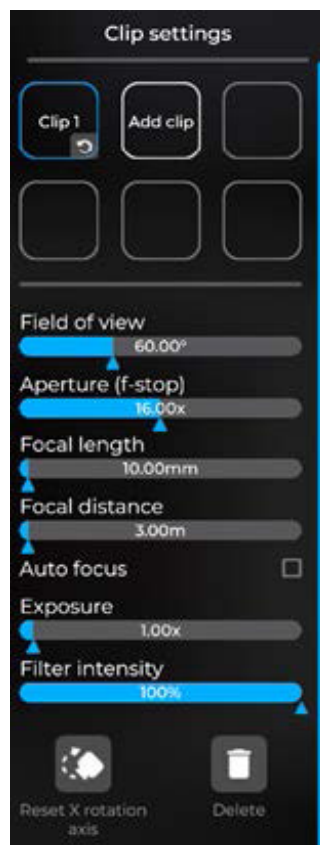 Clip settings
Clip 1
Add clip
Field of view
60.00°
Aperture (f-stop)
16.00x
Focal length
10.00mm
Focal distance
3.00m
Auto focus
Exposure
1.00x
Filter intensity
100%
Reset X rotation
axis
Delete